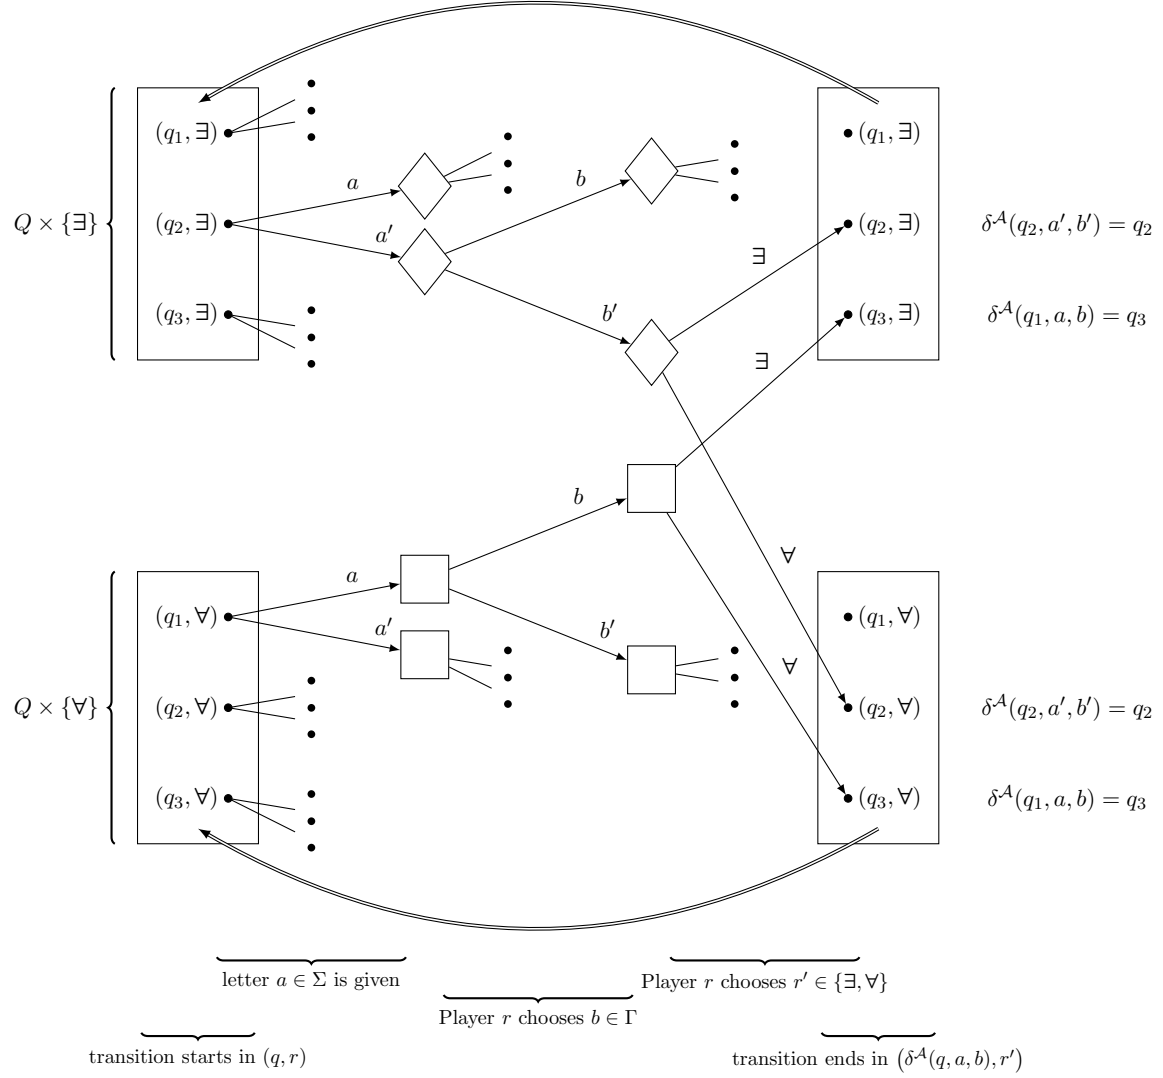 (q₁, ∃)
(q₁, ∃)
a
b
Q × {∃}
(q₂, ∃)
(q₂, ∃)
δ^𝒜(q₂, a′, b′) = q₂
a′
∃
(q₃, ∃)
b′
(q₃, ∃)
δ^𝒜(q₁, a, b) = q₃
∃
b
∀
a
(q₁, ∀)
(q₁, ∀)
a′
b′
∀
Q × {∀}
(q₂, ∀)
(q₂, ∀)
δ^𝒜(q₂, a′, b′) = q₂
(q₃, ∀)
(q₃, ∀)
δ^𝒜(q₁, a, b) = q₃
letter a ∈ Σ is given
Player r chooses r′ ∈ {∃, ∀}
Player r chooses b ∈ Γ
transition starts in (q, r)
transition ends in (δ^𝒜(q, a, b), r′)